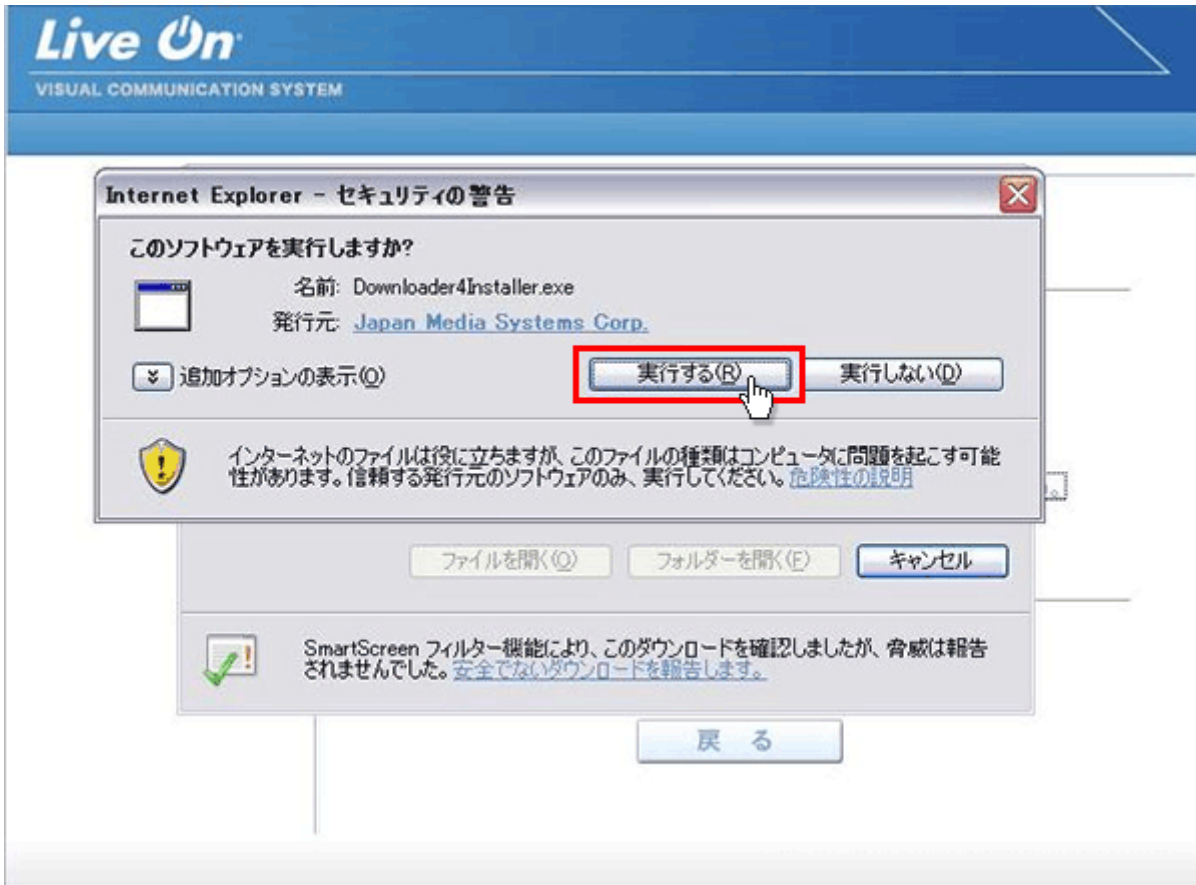 Live On
VISUAL COMMUNICATION SYSTEM
Internet Explorer - セキュリティの警告
このソフトウェアを実行しますか?
名前: Downloader4Installer.exe
発行元: Japan Media Systems Corp.
追加オプションの表示(O)
実行する(R)
実行しない(D)
インターネットのファイルは役に立ちますが、このファイルの種類はコンピュータに問題を起こす可能
性があります。信頼する発行元のソフトウェアのみ、実行してください。危険性の説明
。
ファイルを開く(O)
フォルダーを開く(F)
キャンセル
SmartScreen フィルター機能により、このダウンロードを確認しましたが、脅威は報告
されませんでした。安全でないダウンロードを報告します。
戻る